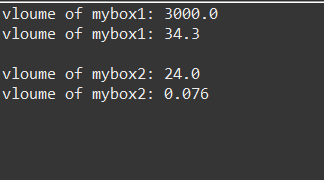 vloume of mybox1: 3000.0
vloume of mybox1: 34.3
vloume of mybox2: 24.0
vloume of mybox2: 0.076